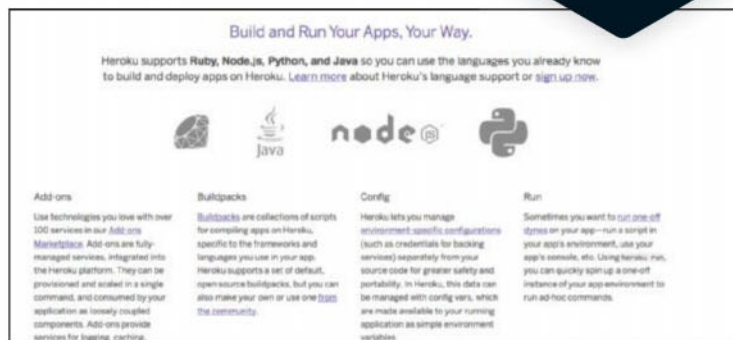 Build and Run Your Apps, Your Way.
Heroku supports Ruby, Node.js, Python, and Java so you can use the languages you already know
to build and deploy apps on Heroku. Learn more about Heroku's language support or sign up now.
Java
node js
Add-ons
Use technologies you love with over
100 services in our Add-ons
Marketplace. Add-ons are fully-
managed services, integrated into
the Heroku platform. They can be
provisioned and scaled in a single
command, and consumed by your
application as loosely coupled
components. Add-ons provide
services for logging, caching,
Buildpacks
Buildpacks are collections of scripts
for compiling apps on Heroku,
specific to the frameworks and
languages you use in your app.
Heroku supports a set of default,
open source buildpacks, but you can
also make your own or use one from
the community.
Config
Heroku lets you manage
environment-specific configurations
(such as credentials for backing
services) separately from your
source code for greater safety and
portability. In Heroku, this data can
be managed with config vars, which
are made available to your running
application as simple environment
variables
Run
Sometimes you want to run one-off
dynos on your app—run a script in
your app's environment, use your
app's console, etc. Using heroku run,
you can quickly spin up a one-off
instance of your app environment to
run ad-hoc commands.